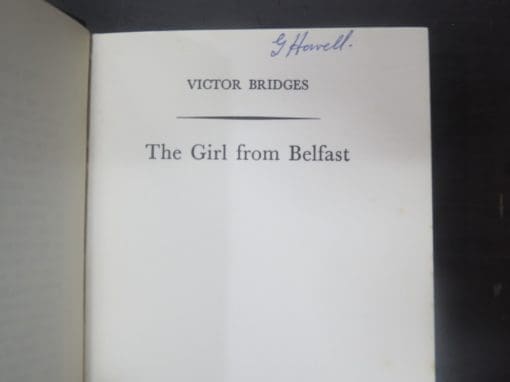 G Howell.
VICTOR BRIDGES
The Girl from Belfast